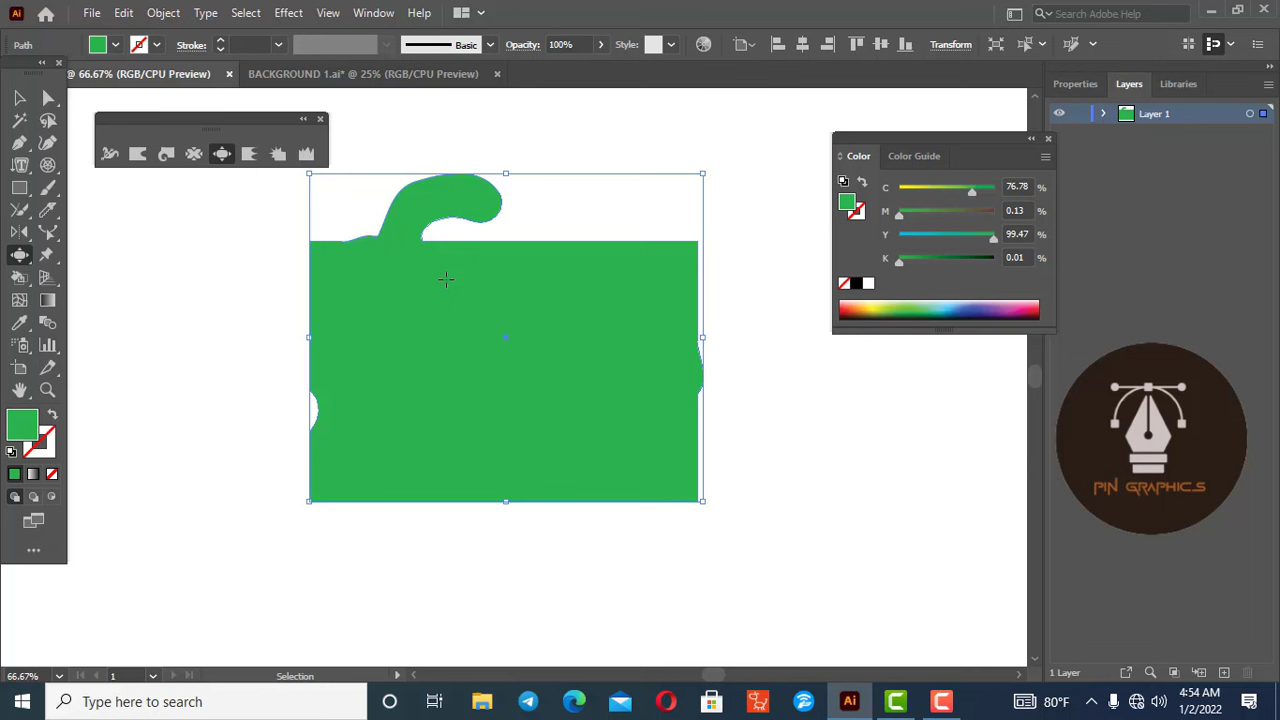 Ai File Edit Object Type Select Effect View Window Help Search Adobe Help
Path Stroke: Basic Opacity: 100% Style: Transform
@ 66.67% (RGB/CPU Preview) × BACKGROUND 1.ai* @ 25% (RGB/CPU Preview) ×
Properties Layers Libraries
Layer 1
Color Color Guide
C 76.78 %
M 0.13 %
Y 99.47 %
K 0.01 %
PIN GRAPHICS
66.67% 1 Selection
1 Layer
Type here to search
Ai
80°F
4:54 AM
1/2/2022